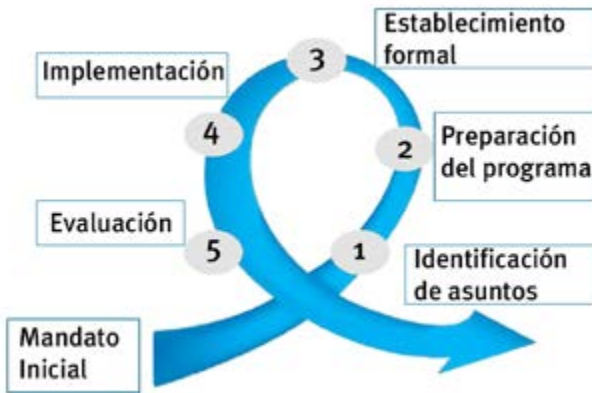 Establecimiento
formal
3
Implementación
4
2
Preparación
del programa
Evaluación
5
1
Identificación
de asuntos
Mandato
Inicial